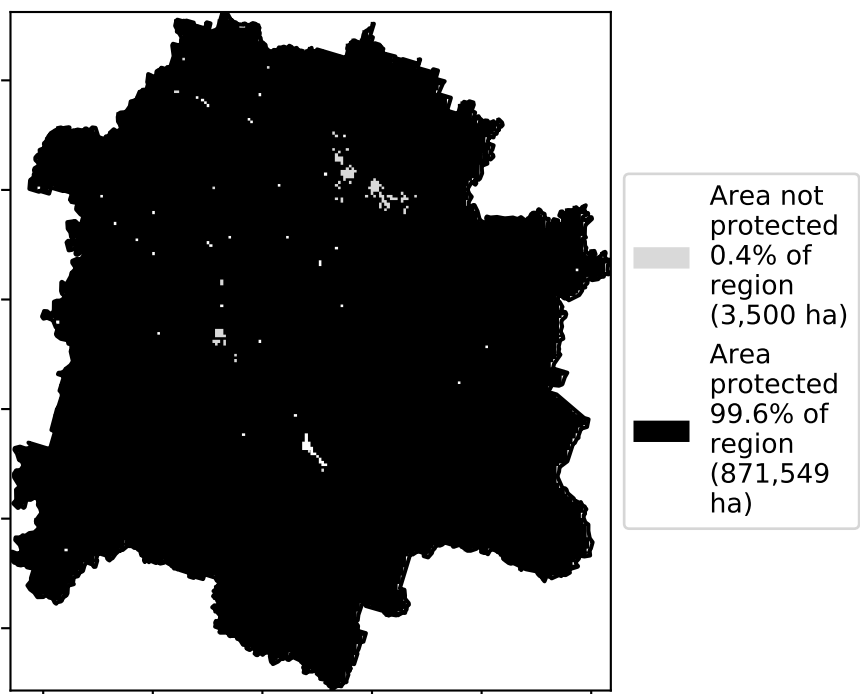 Area not
protected
0.4% of
region
(3,500 ha)
Area
protected
99.6% of
region
(871,549
ha)